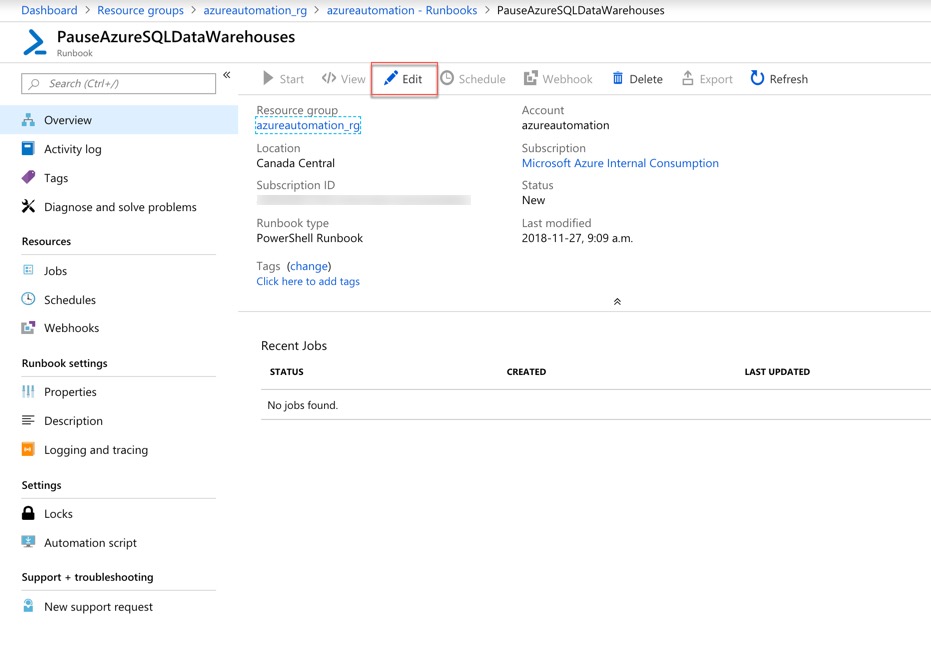 Dashboard > Resource groups > azureautomation_rg > azureautomation - Runbooks > PauseAzureSQLDataWarehouses
PauseAzureSQLDataWarehouses
Runbook
Search (Ctrl+/)
«
Start View Edit Schedule Webhook Delete Export Refresh
Overview
Activity log
Tags
Diagnose and solve problems
Resources
Jobs
Schedules
Webhooks
Runbook settings
Properties
Description
Logging and tracing
Settings
Locks
Automation script
Support + troubleshooting
New support request
Resource group
azureautomation_rg
Location
Canada Central
Subscription ID
Runbook type
PowerShell Runbook
Tags (change)
Click here to add tags
Account
azureautomation
Subscription
Microsoft Azure Internal Consumption
Status
New
Last modified
2018-11-27, 9:09 a.m.
Recent Jobs
STATUS CREATED LAST UPDATED
No jobs found.